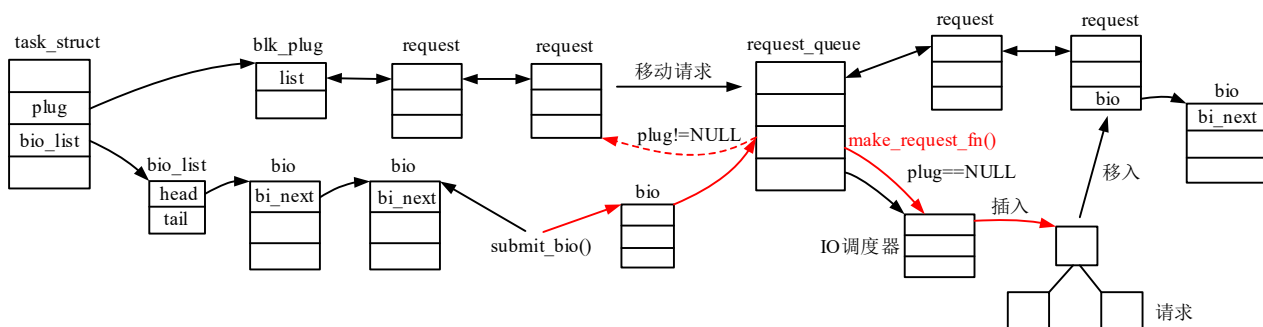 task_struct
plug
bio_list
blk_plug
list
request
request
移动请求
request_queue
request
request
bio
bio
bi_next
plug!=NULL
make_request_fn()
plug==NULL
移入
bio_list
head
tail
bio
bi_next
bio
bi_next
submit_bio()
bio
IO调度器
插入
请求